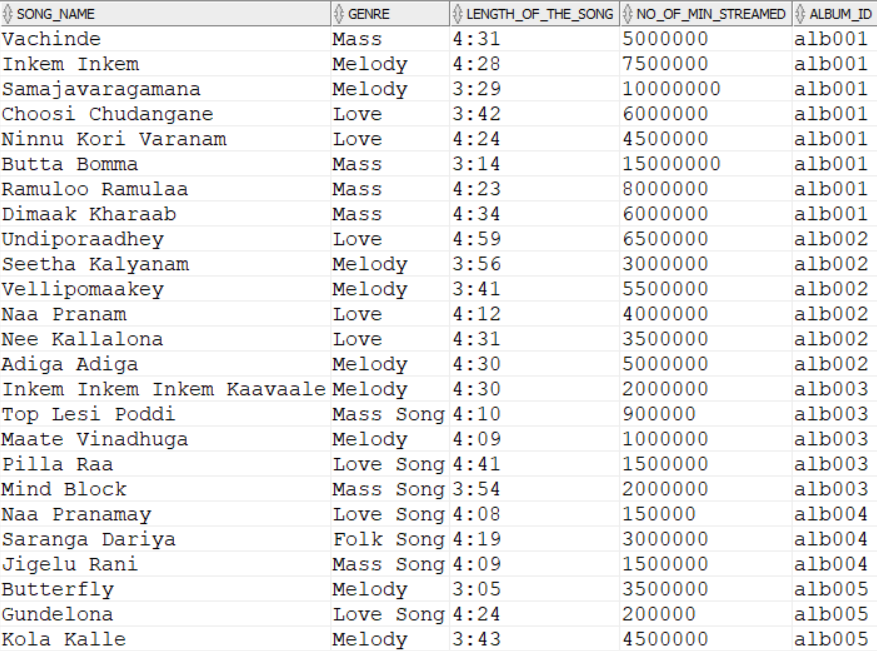 SONG_NAME GENRE LENGTH_OF_THE_SONG NO_OF_MIN_STREAMED ALBUM_ID
Vachinde Mass 4:31 5000000 alb001
Inkem Inkem Melody 4:28 7500000 alb001
Samajavaragamana Melody 3:29 10000000 alb001
Choosi Chudangane Love 3:42 6000000 alb001
Ninnu Kori Varanam Love 4:24 4500000 alb001
Butta Bomma Mass 3:14 15000000 alb001
Ramuloo Ramulaa Mass 4:23 8000000 alb001
Dimaak Kharaab Mass 4:34 6000000 alb001
Undiporaadhey Love 4:59 6500000 alb002
Seetha Kalyanam Melody 3:56 3000000 alb002
Vellipomaakey Melody 3:41 5500000 alb002
Naa Pranam Love 4:12 4000000 alb002
Nee Kallalona Love 4:31 3500000 alb002
Adiga Adiga Melody 4:30 5000000 alb002
Inkem Inkem Inkem Kaavaale Melody 4:30 2000000 alb003
Top Lesi Poddi Mass Song 4:10 900000 alb003
Maate Vinadhuga Melody 4:09 1000000 alb003
Pilla Raa Love Song 4:41 1500000 alb003
Mind Block Mass Song 3:54 2000000 alb003
Naa Pranamay Love Song 4:08 150000 alb004
Saranga Dariya Folk Song 4:19 3000000 alb004
Jigelu Rani Mass Song 4:09 1500000 alb004
Butterfly Melody 3:05 3500000 alb005
Gundelona Love Song 4:24 200000 alb005
Kola Kalle Melody 3:43 4500000 alb005